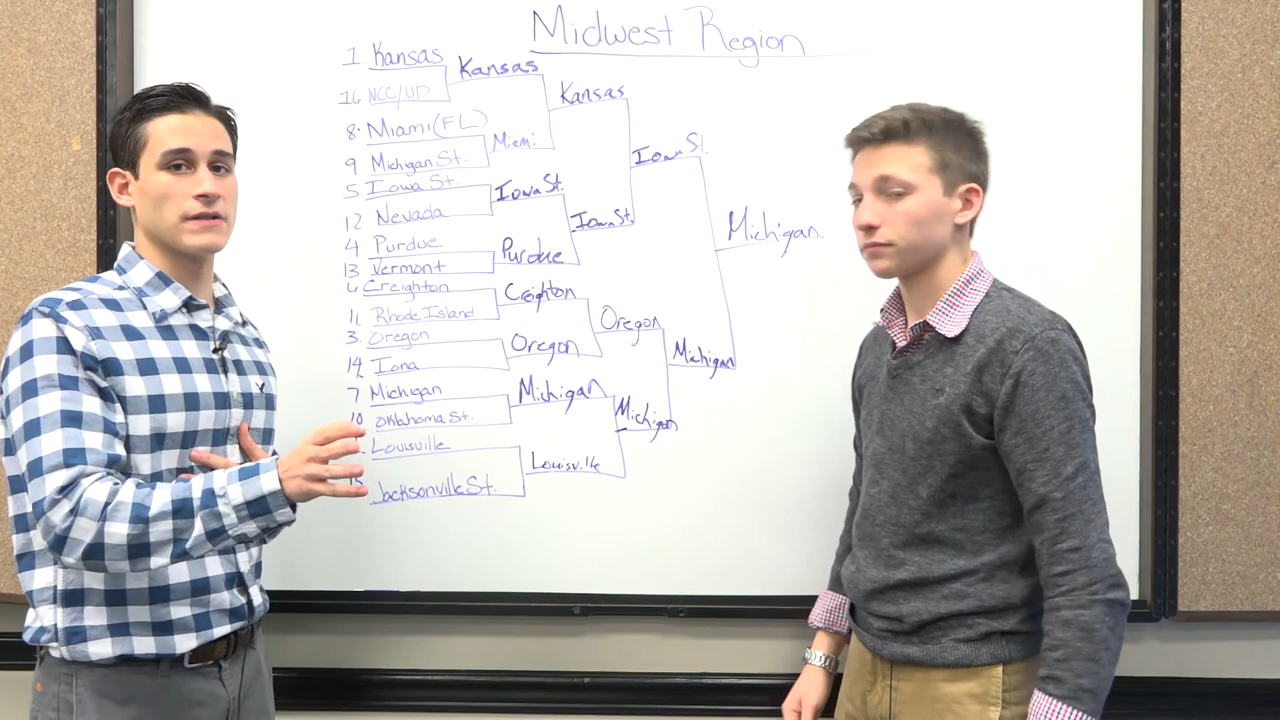 Midwest Region
1. Kansas
16 NCC/UD
8. Miami (FL)
9 Michigan St.
5 Iowa St.
12 Nevada
4 Purdue
13 Vermont
6 Creighton
11 Rhode Island
3. Oregon
14 Iona
7 Michigan
10 Oklahoma St.
Louisville
15 Jacksonville St.
Kansas
Miami
Iowa St.
Purdue
Creighton
Oregon
Michigan
Louisville
Kansas
Iowa St.
Oregon
Michigan
Iowa St.
Michigan
Michigan